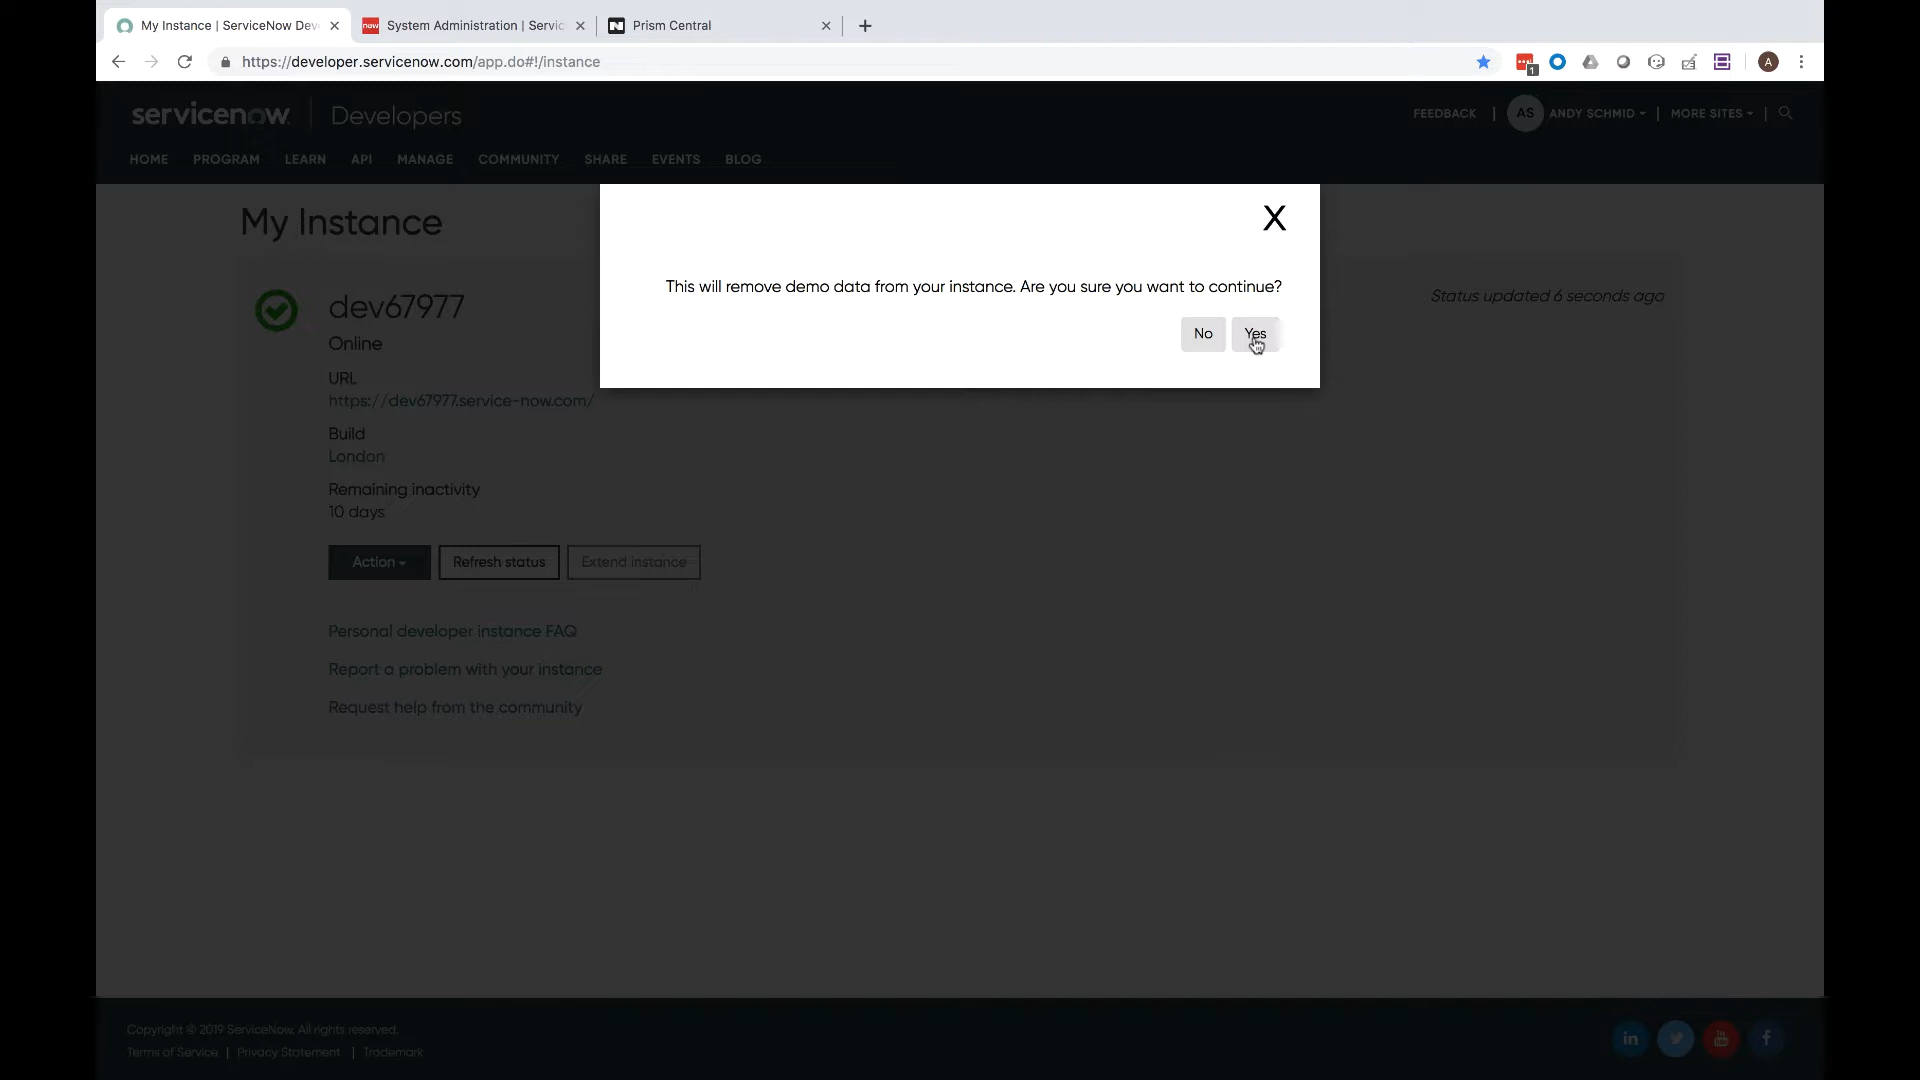 My Instance | ServiceNow Dev
System Administration | Servic
Prism Central
https://developer.servicenow.com/app.do#!/instance
1
A
servicenow
Developers
FEEDBACK | AS ANDY SCHMID | MORE SITES |
HOME PROGRAM LEARN API MANAGE COMMUNITY SHARE EVENTS BLOG
X
My Instance
This will remove demo data from your instance. Are you sure you want to continue?
No Yes
dev67977
Status updated 6 seconds ago
Online
URL
https://dev67977.service-now.com/
Build
London
Remaining inactivity
10 days
Action Refresh status Extend instance
Personal developer instance FAQ
Report a problem with your instance
Request help from the community
Copyright © 2019 ServiceNow. All rights reserved.
Terms of Service | Privacy Statement | Trademark